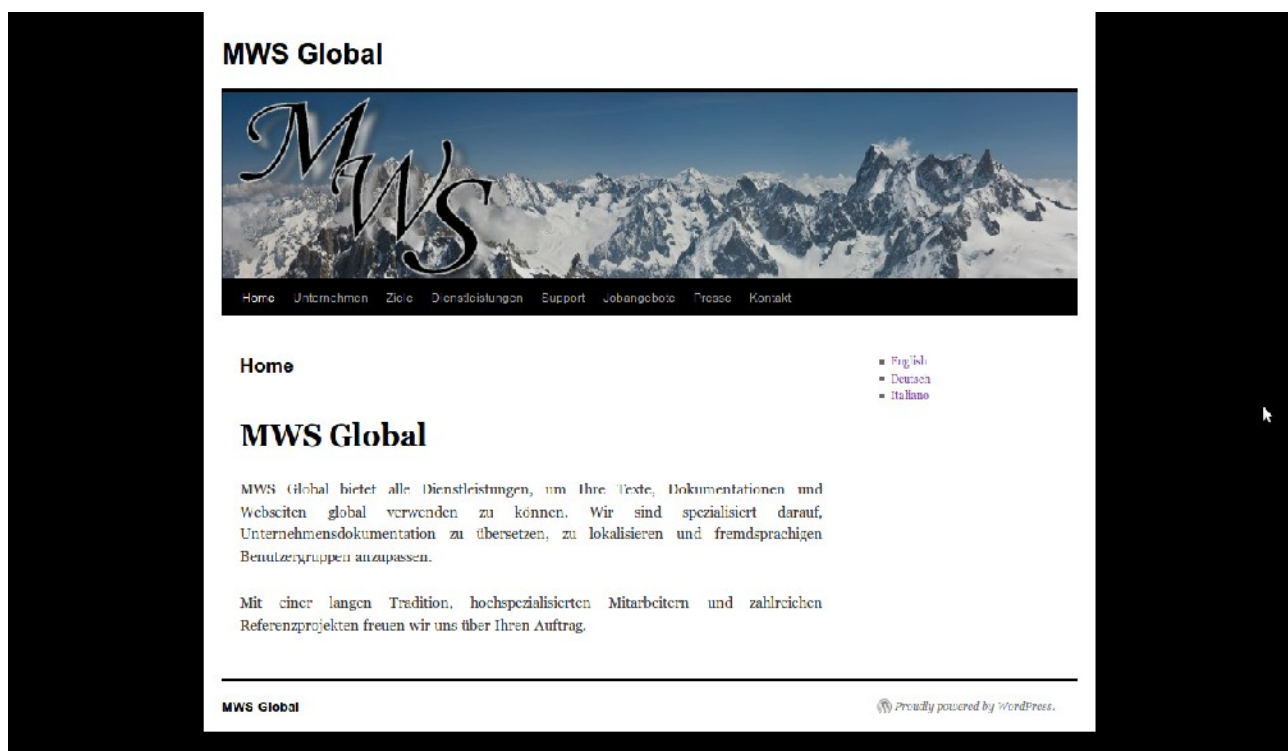 MWS Global
MWS
Home Unternehmen Ziele Dienstleistungen Support Jobangebote Presse Kontakt
Home
English
Deutsch
Italiano
MWS Global
MWS Global bietet alle Dienstleistungen, um Ihre Texte, Dokumentationen und
Webseiten global verwenden zu können. Wir sind spezialisiert darauf,
Unternehmensdokumentation zu übersetzen, zu lokalisieren und fremdsprachigen
Benutzergruppen anzupassen.
Mit einer langen Tradition, hochspezialisierten Mitarbeitern und zahlreichen
Referenzprojekten freuen wir uns über Ihren Auftrag.
MWS Global
Proudly powered by WordPress.